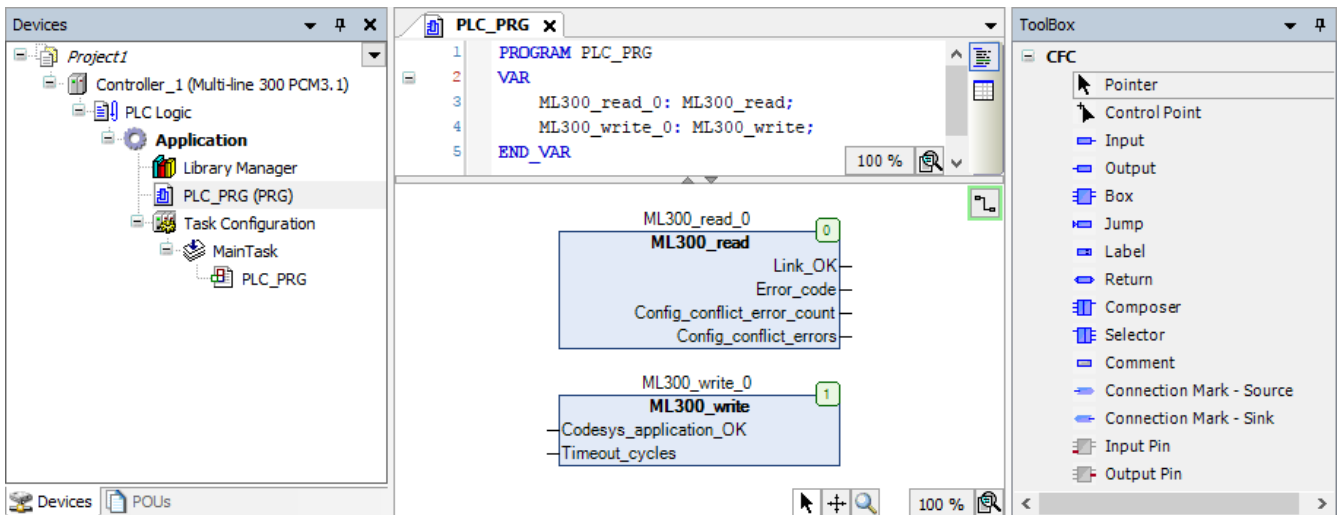 Devices
Project1
Controller_1 (Multi-line 300 PCM3.1)
PLC Logic
Application
Library Manager
PLC_PRG (PRG)
Task Configuration
MainTask
PLC_PRG
Devices
POUs
PLC_PRG
1 PROGRAM PLC_PRG
2 VAR
3 ML300_read_0: ML300_read;
4 ML300_write_0: ML300_write;
5 END_VAR
100 %
ML300_read_0
0
ML300_read
Link_OK
Error_code
Config_conflict_error_count
Config_conflict_errors
ML300_write_0
1
ML300_write
Codesys_application_OK
Timeout_cycles
100 %
ToolBox
CFC
Pointer
Control Point
Input
Output
Box
Jump
Label
Return
Composer
Selector
Comment
Connection Mark - Source
Connection Mark - Sink
Input Pin
Output Pin